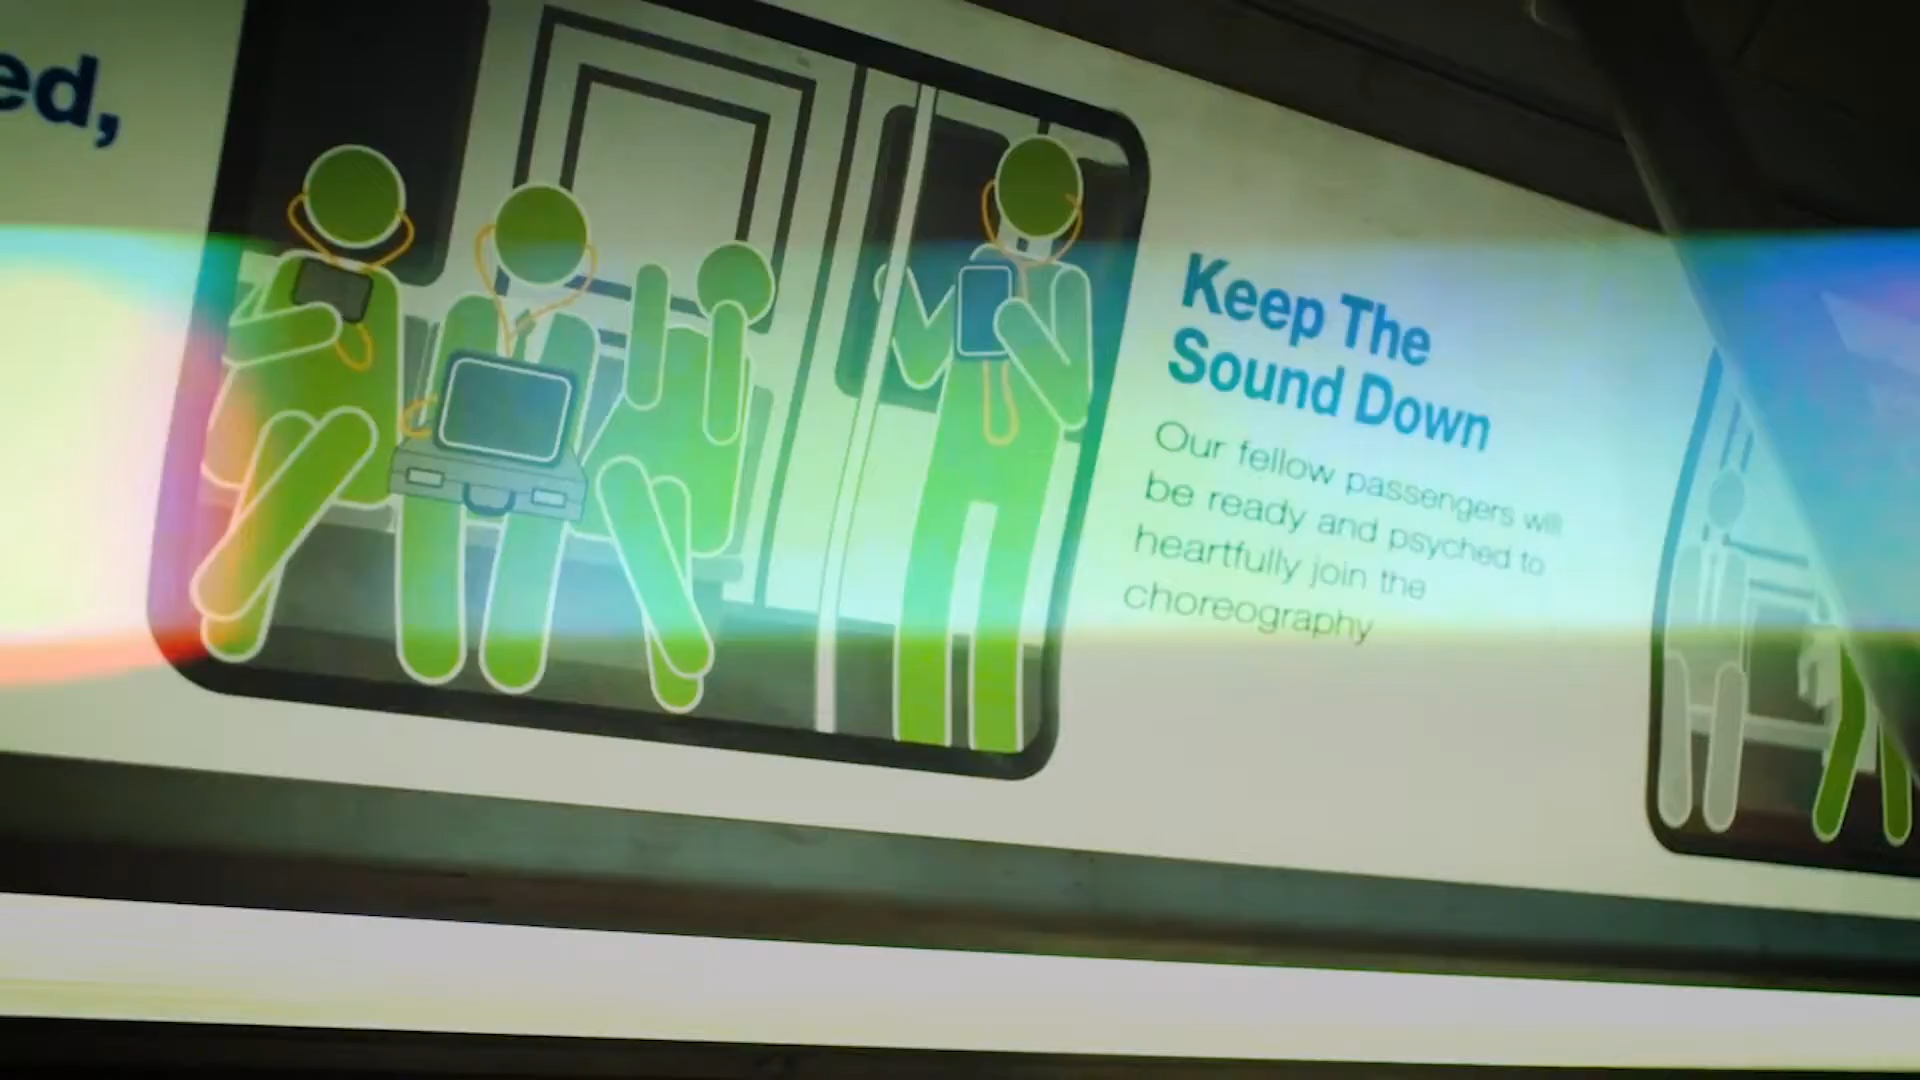 ed,
Keep The
Sound Down
Our fellow passengers will
be ready and psyched to
heartfully join the
choreography